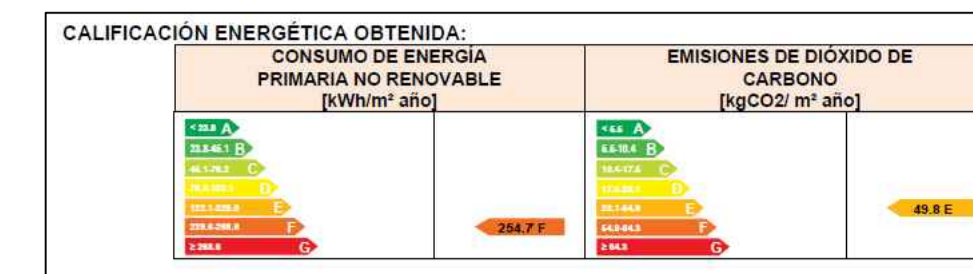 CALIFICACIÓN ENERGÉTICA OBTENIDA:
CONSUMO DE ENERGÍA
PRIMARIA NO RENOVABLE
[kWh/m² año]
EMISIONES DE DIÓXIDO DE
CARBONO
[kgCO2/ m² año]
A
B
C
D
E
F
G
254.7 F
A
B
C
D
E
F
G
49.8 E